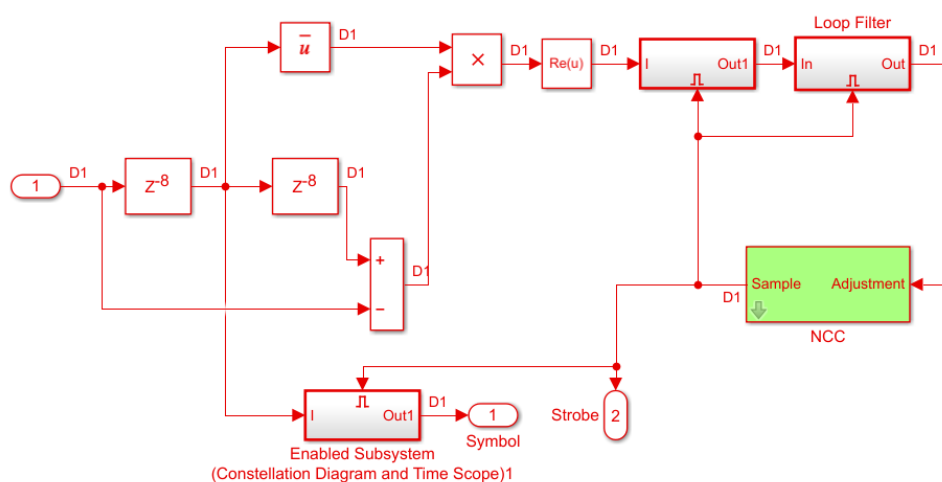 Loop Filter
u
D1
D1
×
Re(u)
D1
I
Out1
D1
In
Out
D1
1
D1
Z-8
D1
Z-8
D1
+
−
D1
Sample
Adjustment
D1
NCC
I
Out1
D1
1
Symbol
Strobe
2
Enabled Subsystem
(Constellation Diagram and Time Scope)1